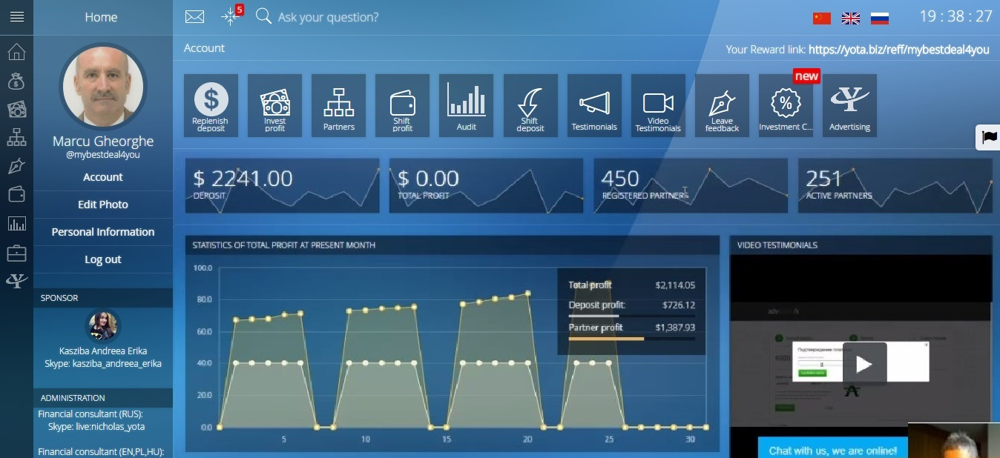 Home
5
Ask your question?
19 : 38 : 27
Account
Your Reward link: https://yota.biz/reff/mybestdeal4you
Replenish
deposit
Invest
profit
Partners
Shift
profit
Audit
Shift
deposit
Testimonials
Video
Testimonials
Leave
feedback
new
Investment C...
Advertising
Marcu Gheorghe
@mybestdeal4you
Account
Edit Photo
Personal Information
Log out
$ 2241.00
DEPOSIT
$ 0.00
TOTAL PROFIT
450
REGISTERED PARTNERS
251
ACTIVE PARTNERS
SPONSOR
Kasziba Andreea Erika
Skype: kasziba_andreea_erika
ADMINISTRATION
Financial consultant (RUS):
Skype: live:nicholas_yota
Financial consultant (EN,PL,HU):
STATISTICS OF TOTAL PROFIT AT PRESENT MONTH
100.0
80.0
60.0
40.0
20.0
0.0
5
10
15
20
25
30
Total profit $2,114.05
Deposit profit: $726.12
Partner profit $1,387.93
VIDEO TESTIMONIALS
Chat with us, we are online!